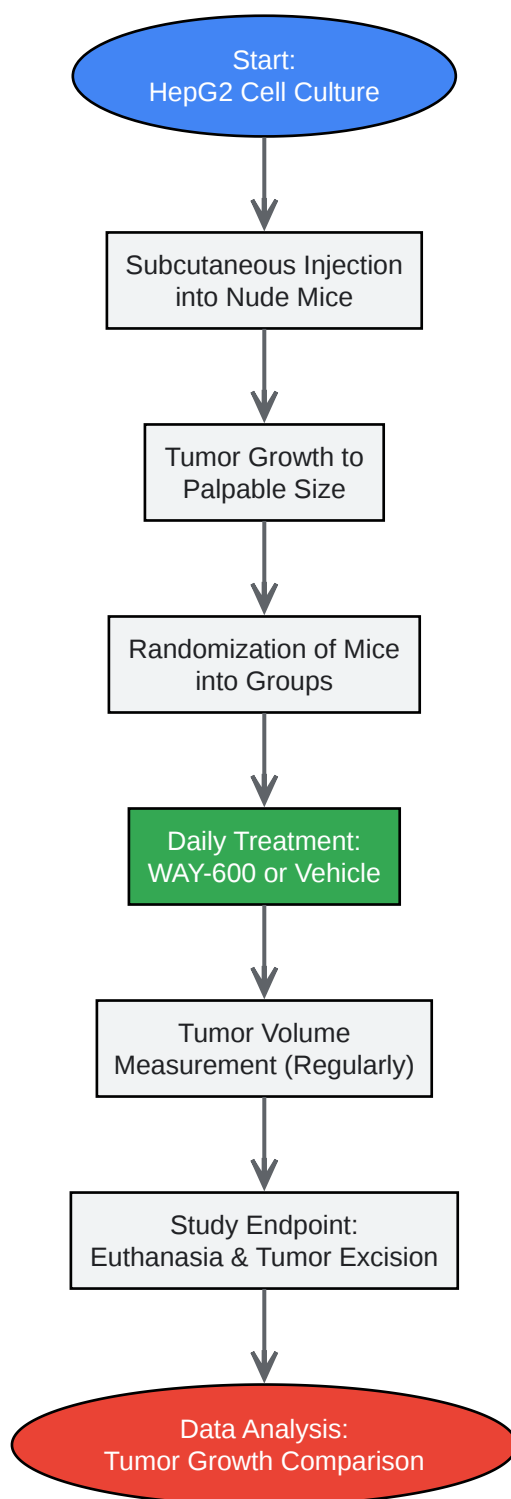 Start:
HepG2 Cell Culture
Subcutaneous Injection
into Nude Mice
Tumor Growth to
Palpable Size
Randomization of Mice
into Groups
Daily Treatment:
WAY-600 or Vehicle
Tumor Volume
Measurement (Regularly)
Study Endpoint:
Euthanasia & Tumor Excision
Data Analysis:
Tumor Growth Comparison